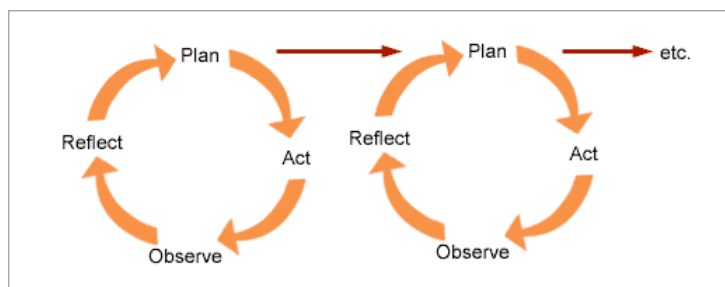 Plan
Act
Observe
Reflect
Plan
Act
Observe
Reflect
etc.